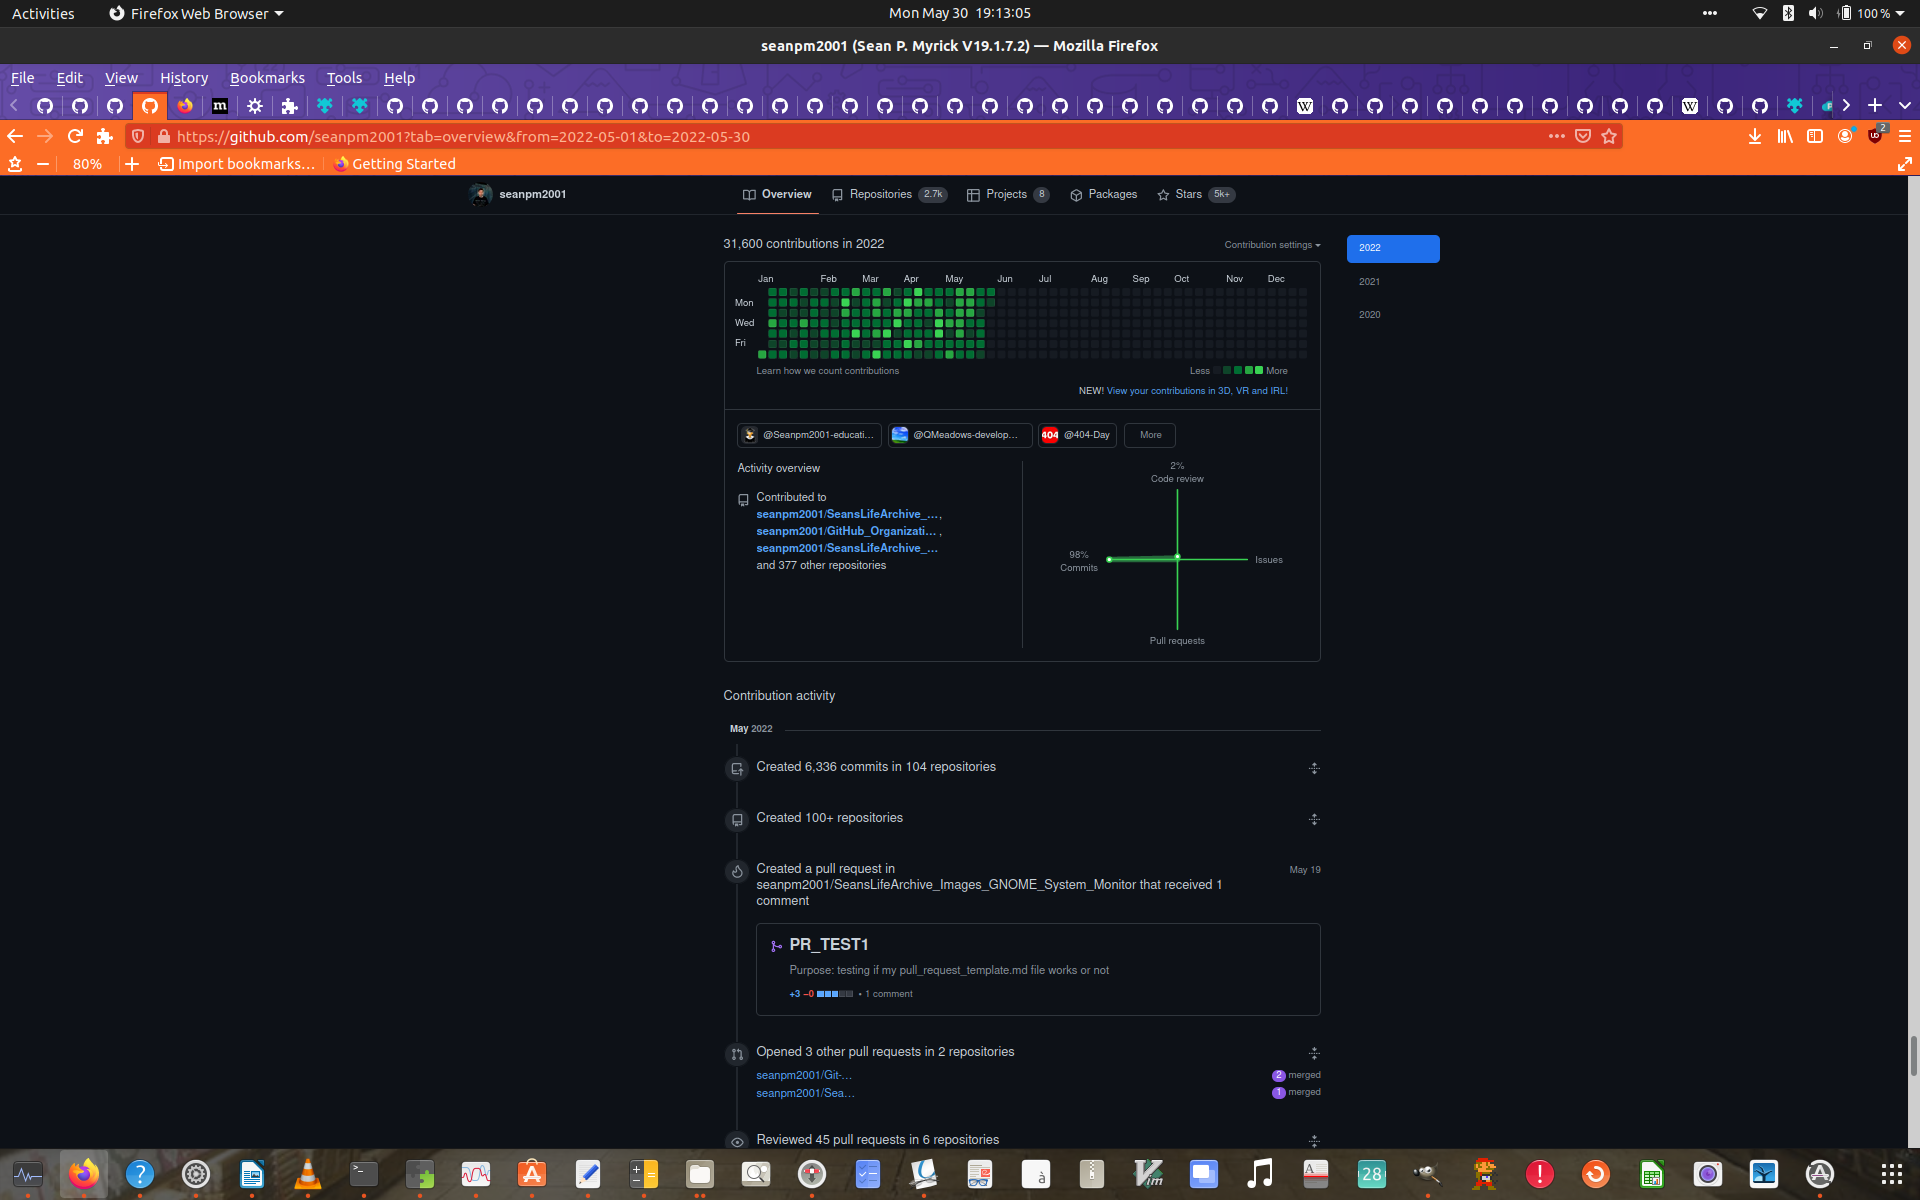 Activities
Firefox Web Browser
Mon May 30 19:13:05
100 %
seanpm2001 (Sean P. Myrick V19.1.7.2) — Mozilla Firefox
File Edit View History Bookmarks Tools Help
https://github.com/seanpm2001?tab=overview&from=2022-05-01&to=2022-05-30
2
80%
Import bookmarks...
Getting Started
seanpm2001
Overview
Repositories 2.7k
Projects 8
Packages
Stars 5k+
31,600 contributions in 2022
Contribution settings
2022
2021
2020
Jan Feb Mar Apr May Jun Jul Aug Sep Oct Nov Dec
Mon
Wed
Fri
Learn how we count contributions
Less More
NEW! View your contributions in 3D, VR and IRL!
@Seanpm2001-educati...
@QMeadows-develop...
404 @404-Day
More
Activity overview
Contributed to
seanpm2001/SeansLifeArchive_...,
seanpm2001/GitHub_Organizati... ,
seanpm2001/SeansLifeArchive_...
and 377 other repositories
2%
Code review
98%
Commits
Issues
Pull requests
Contribution activity
May 2022
Created 6,336 commits in 104 repositories
Created 100+ repositories
Created a pull request in
seanpm2001/SeansLifeArchive_Images_GNOME_System_Monitor that received 1
comment
May 19
PR_TEST1
Purpose: testing if my pull_request_template.md file works or not
+3 −0 • 1 comment
Opened 3 other pull requests in 2 repositories
seanpm2001/Git-...
2 merged
seanpm2001/Sea...
1 merged
Reviewed 45 pull requests in 6 repositories
28